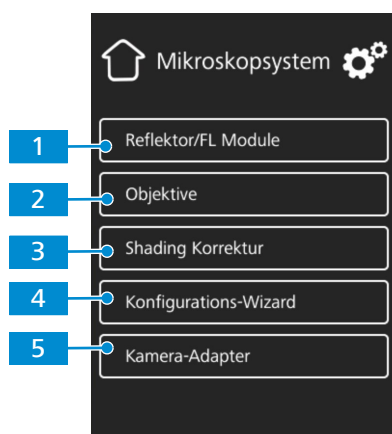 Mikroskopsystem
1 Reflektor/FL Module
2 Objektive
3 Shading Korrektur
4 Konfigurations-Wizard
5 Kamera-Adapter